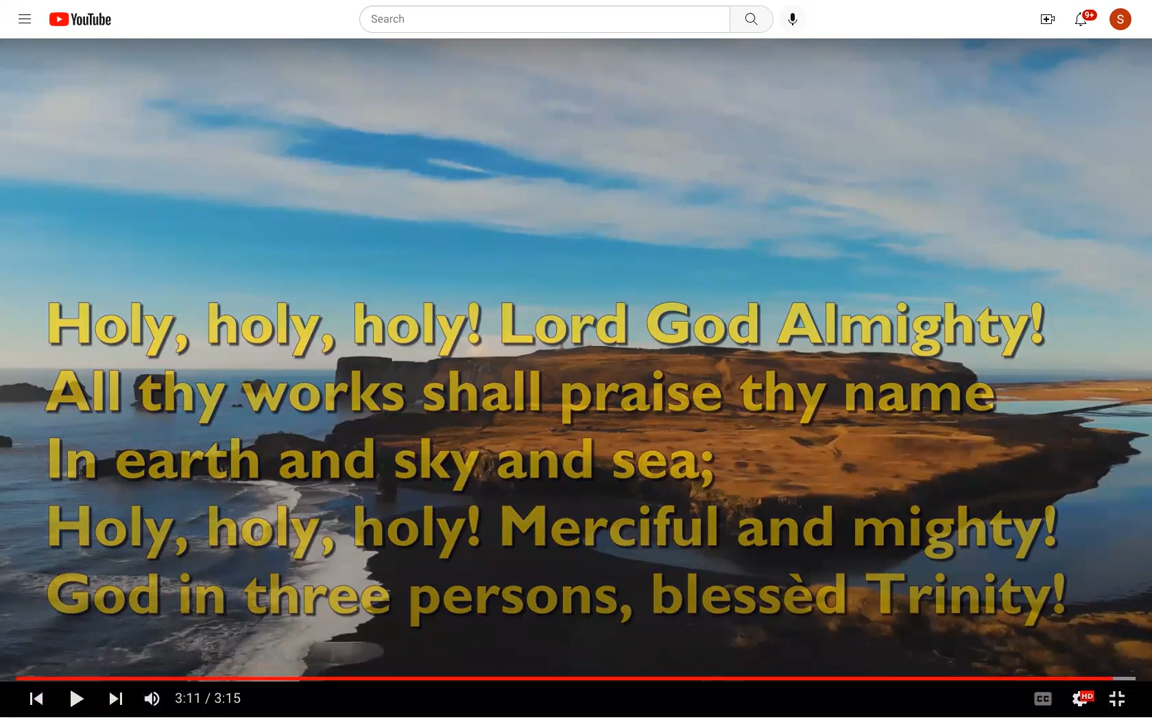 YouTube
Search
9+
S
Holy, holy, holy! Lord God Almighty!
All thy works shall praise thy name
In earth and sky and sea;
Holy, holy, holy! Merciful and mighty!
God in three persons, blessèd Trinity!
3:11 / 3:15
CC
HD